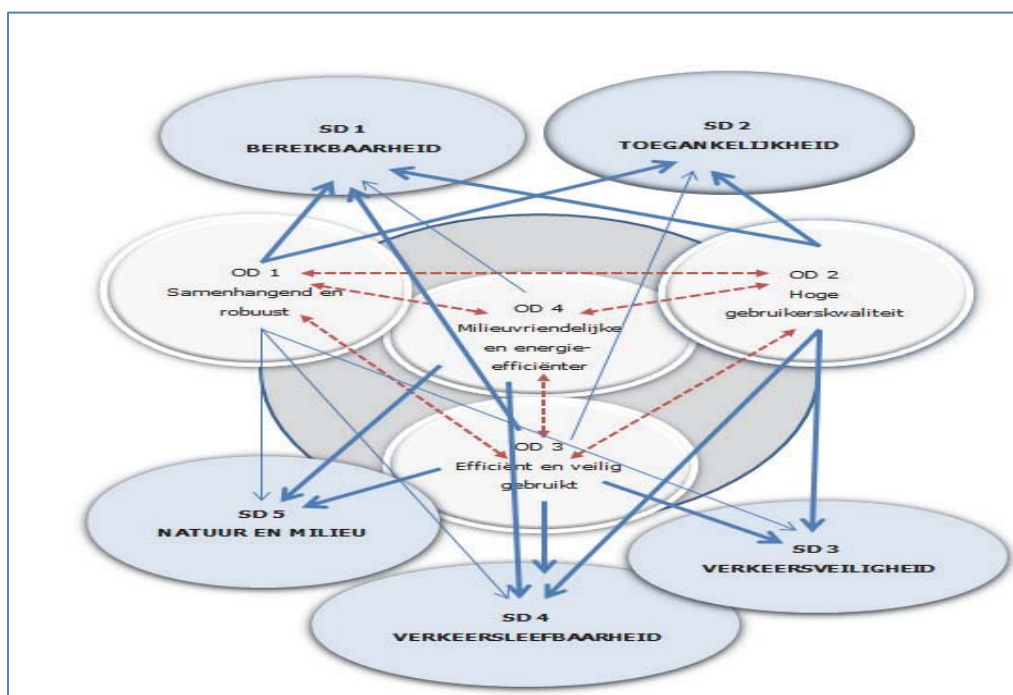 SD 1
BEREIKBAARHEID
SD 2
TOEGANKELIJKHEID
OD 1
Samenhangend en
robuust
OD 2
Hoge
gebruikerskwaliteit
OD 4
Milieuvriendelijke
en energie-
efficiënter
OD 3
Efficiënt en veilig
gebruikt
SD 5
NATUUR EN MILIEU
SD 3
VERKEERSVEILIGHEID
SD 4
VERKEERSLEEFBAARHEID